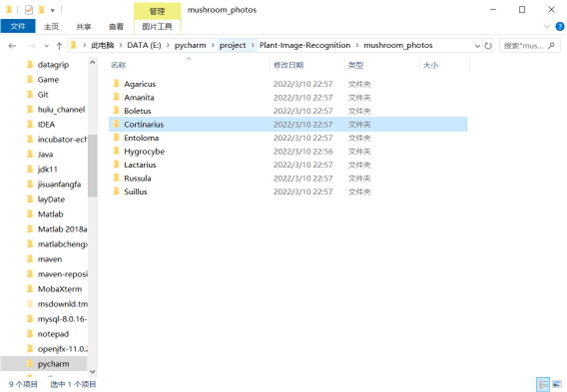 管理
mushroom_photos
文件
主页
共享
查看
图片工具
此电脑 › DATA (E:) › pycharm › project › Plant-Image-Recognition › mushroom_photos
搜索"mus...
名称 修改日期 类型 大小
datagrip
Game
Git
hulu_channel
IDEA
incubator-ech
Java
jdk11
jisuanfangfa
layDate
Matlab
Matlab 2018a
matlabchengx
maven
maven-reposi
MobaXterm
msdownld.tm
mysql-8.0.16-
notepad
openjfx-11.0.2
pycharm
Agaricus 2022/3/10 22:57 文件夹
Amanita 2022/3/10 22:57 文件夹
Boletus 2022/3/10 22:57 文件夹
Cortinarius 2022/3/10 22:57 文件夹
Entoloma 2022/3/10 22:57 文件夹
Hygrocybe 2022/3/10 22:56 文件夹
Lactarius 2022/3/10 22:57 文件夹
Russula 2022/3/10 22:57 文件夹
Suillus 2022/3/10 22:57 文件夹
9 个项目 选中 1 个项目